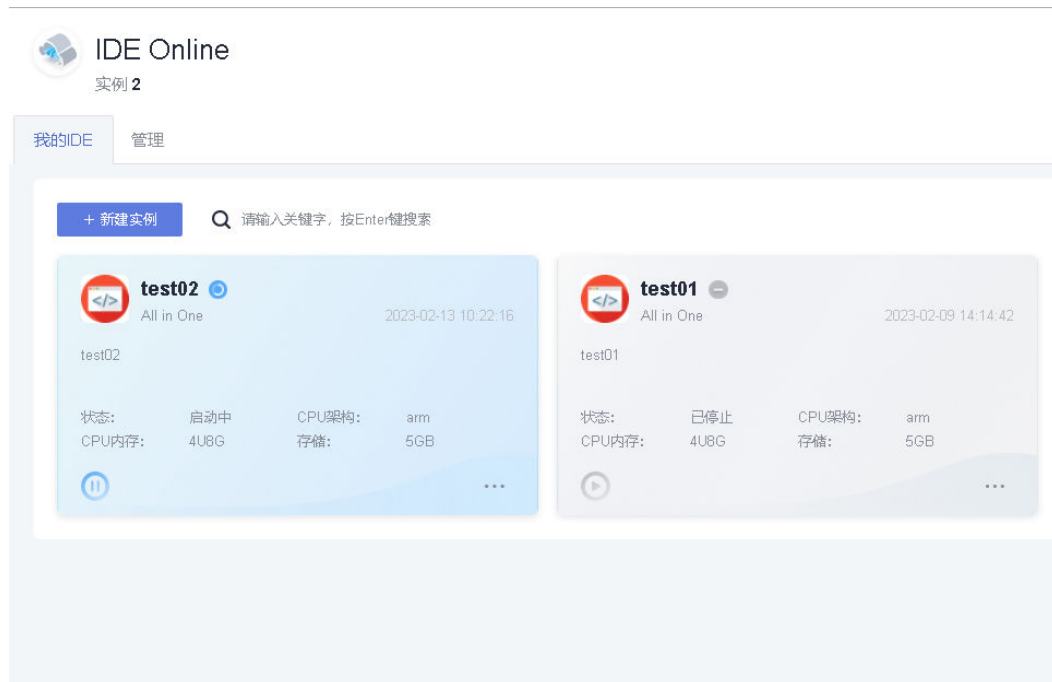 IDE Online
实例 2
我的IDE 管理
+ 新建实例 请输入关键字，按Enter键搜索
test02
All in One 2023-02-13 10:22:16
test02
状态: 启动中 CPU架构: arm
CPU内存: 4U8G 存储: 5GB
test01
All in One 2023-02-09 14:14:42
test01
状态: 已停止 CPU架构: arm
CPU内存: 4U8G 存储: 5GB